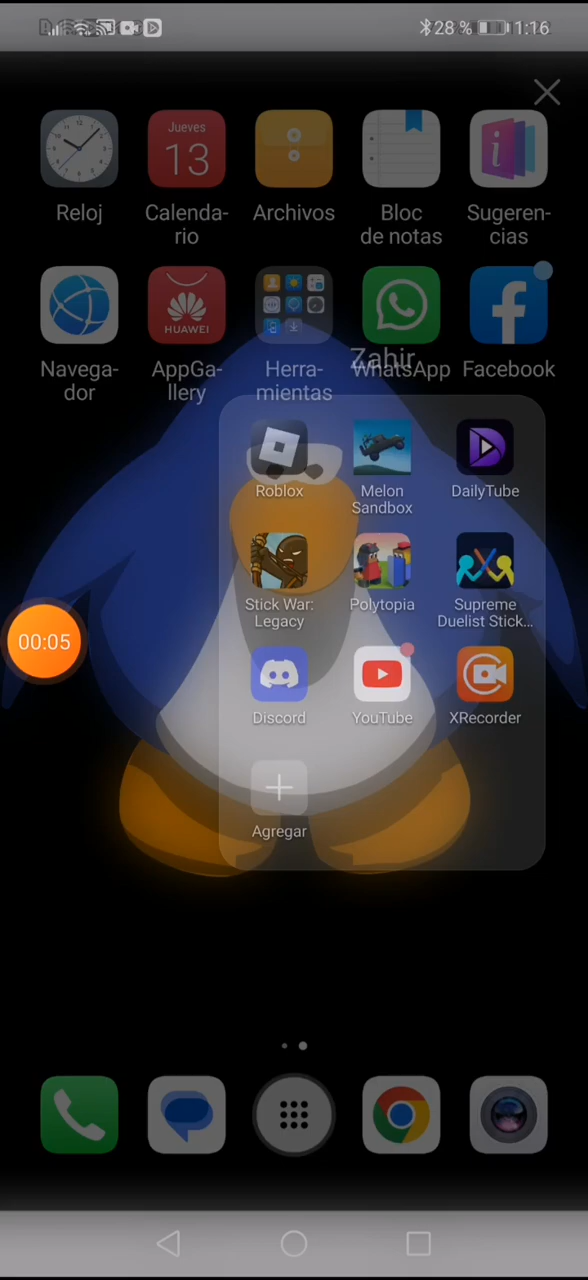 28 % 1:16
Jueves
13
Reloj
Calenda-
rio
Archivos
Bloc
de notas
Sugeren-
cias
HUAWEI
Navega-
dor
AppGa-
llery
Herra-
mientas
WhatsApp
Facebook
Zahir
Roblox
Melon
Sandbox
DailyTube
Stick War:
Legacy
Polytopia
Supreme
Duelist Stick...
00:05
Discord
YouTube
XRecorder
Agregar